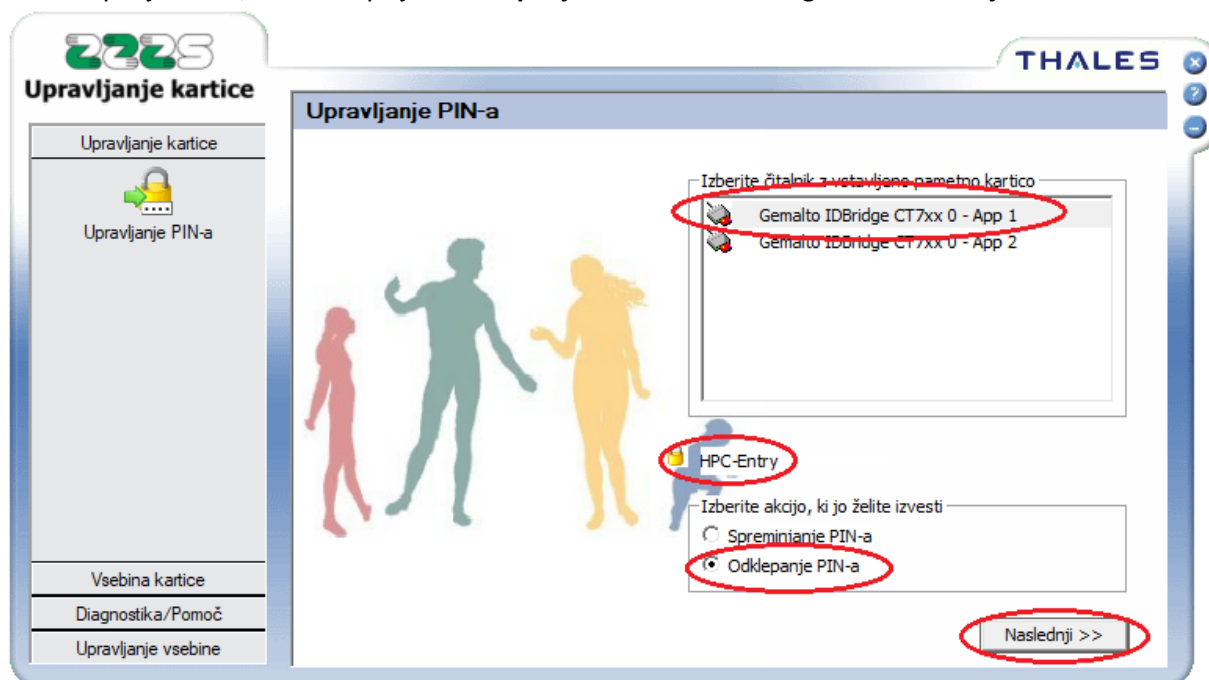 ZZZS
Upravljanje kartice
THALES
Upravljanje PIN-a
Upravljanje kartice
Upravljanje PIN-a
Izberite čitalnik z vstavljeno pametno kartico
Gemalto IDBridge CT7xx 0 - App 1
Gemalto IDBridge CT7xx 0 - App 2
HPC-Entry
Izberite akcijo, ki jo želite izvesti
Spreminjanje PIN-a
Odklepanje PIN-a
Vsebina kartice
Diagnostika/Pomoč
Upravljanje vsebine
Naslednji >>